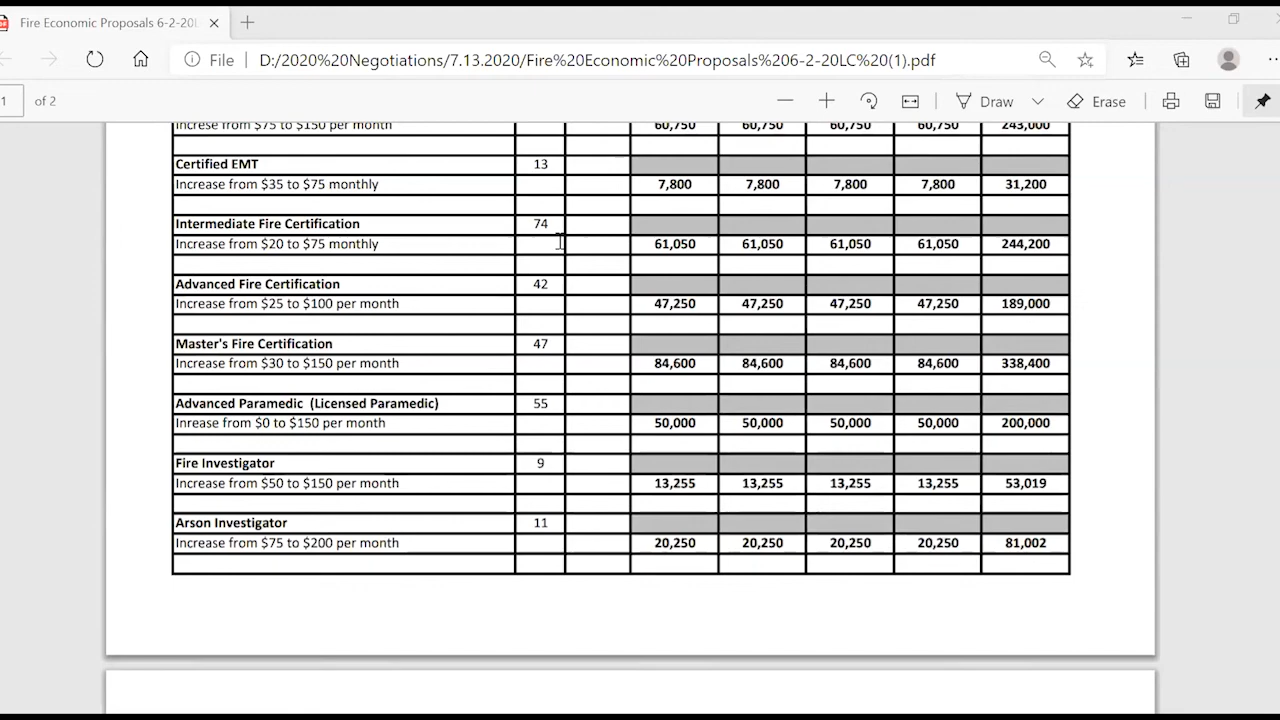 Fire Economic Proposals 6-2-20
File D:/2020%20Negotiations/7.13.2020/Fire%20Economic%20Proposals%206-2-20LC%20(1).pdf
1 of 2 Draw Erase
Increse from $75 to $150 per month 60,750 60,750 60,750 60,750 243,000
Certified EMT 13
Increase from $35 to $75 monthly 7,800 7,800 7,800 7,800 31,200
Intermediate Fire Certification 74
Increase from $20 to $75 monthly 61,050 61,050 61,050 61,050 244,200
Advanced Fire Certification 42
Increase from $25 to $100 per month 47,250 47,250 47,250 47,250 189,000
Master's Fire Certification 47
Increase from $30 to $150 per month 84,600 84,600 84,600 84,600 338,400
Advanced Paramedic (Licensed Paramedic) 55
Inrease from $0 to $150 per month 50,000 50,000 50,000 50,000 200,000
Fire Investigator 9
Increase from $50 to $150 per month 13,255 13,255 13,255 13,255 53,019
Arson Investigator 11
Increase from $75 to $200 per month 20,250 20,250 20,250 20,250 81,002